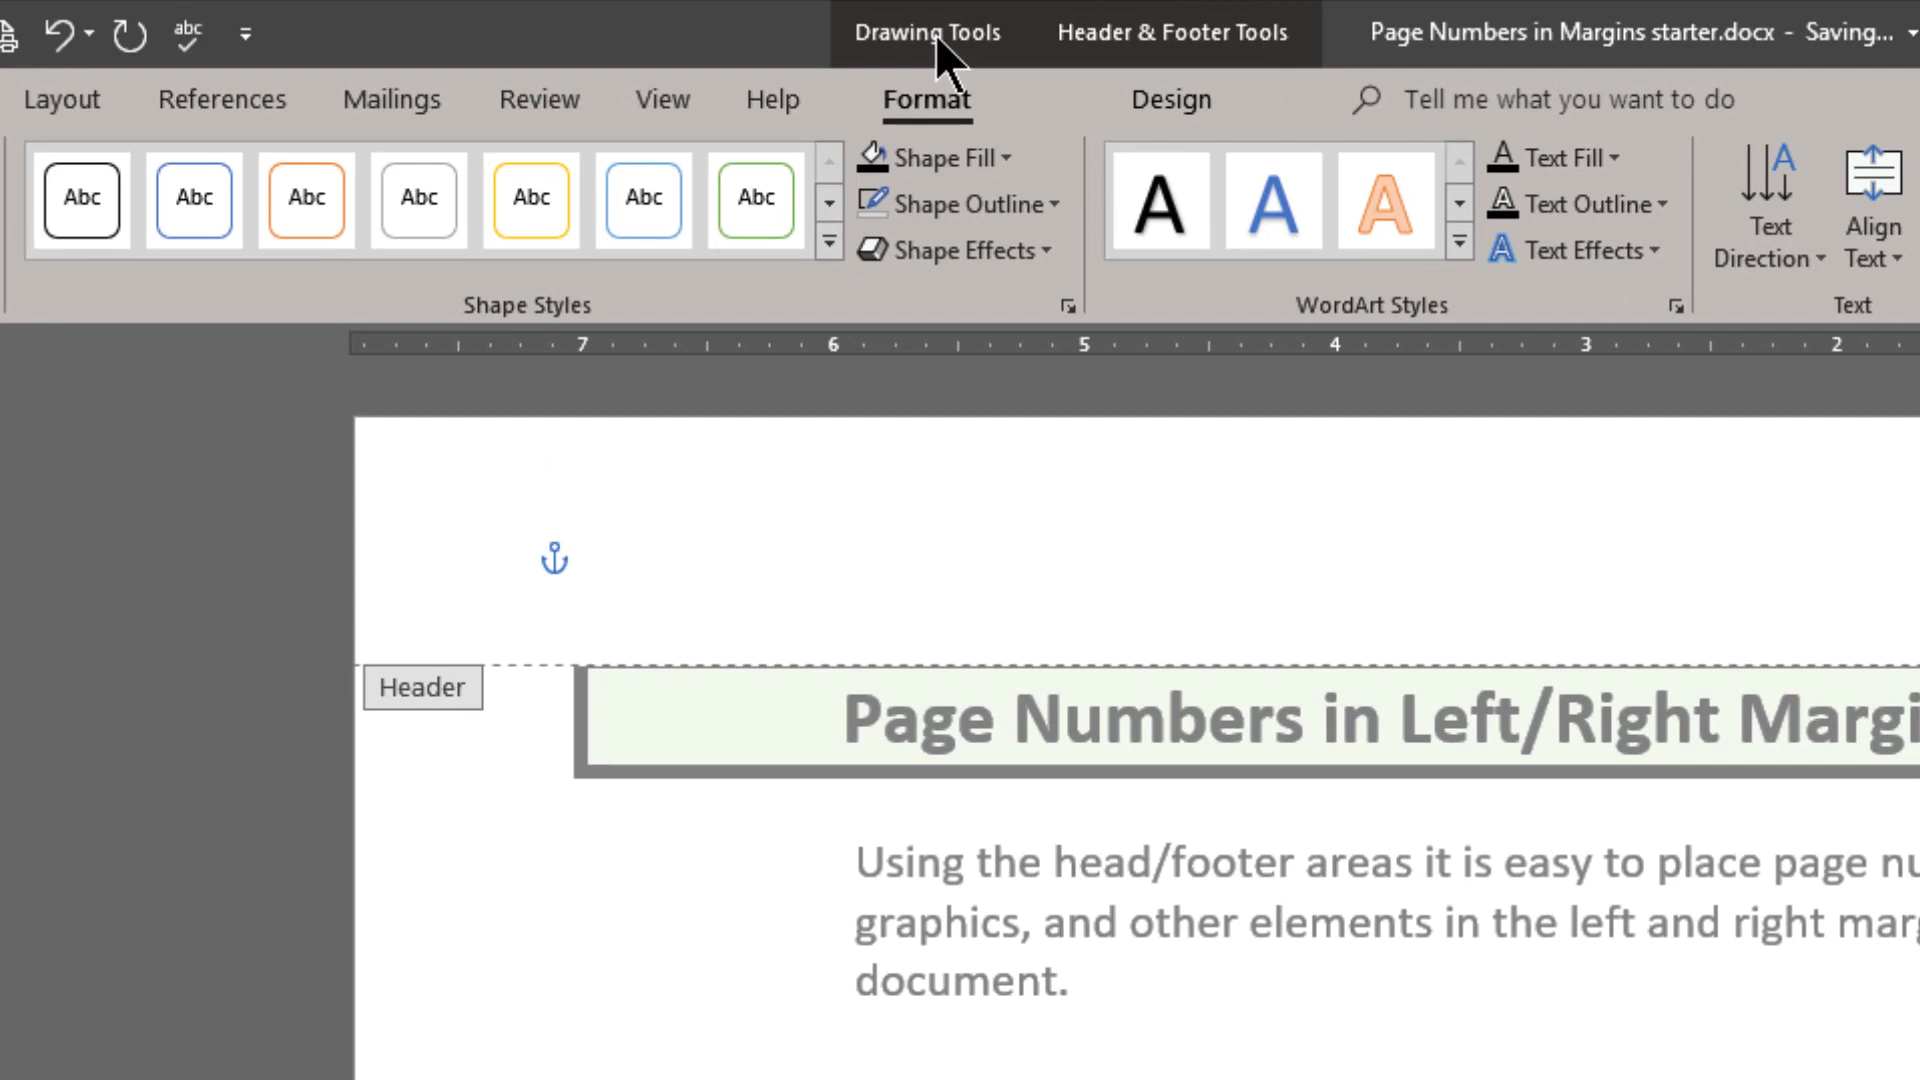 abc
Drawing Tools
Header & Footer Tools
Page Numbers in Margins starter.docx - Saving...
Layout
References
Mailings
Review
View
Help
Format
Design
Tell me what you want to do
Abc
Abc
Abc
Abc
Abc
Abc
Abc
Shape Fill
Shape Outline
Shape Effects
Shape Styles
A
A
A
Text Fill
Text Outline
Text Effects
WordArt Styles
Text
Direction
Align
Text
Text
7 6 5 4 3 2
Header
Page Numbers in Left/Right Margi
Using the head/footer areas it is easy to place page nu
graphics, and other elements in the left and right marg
document.